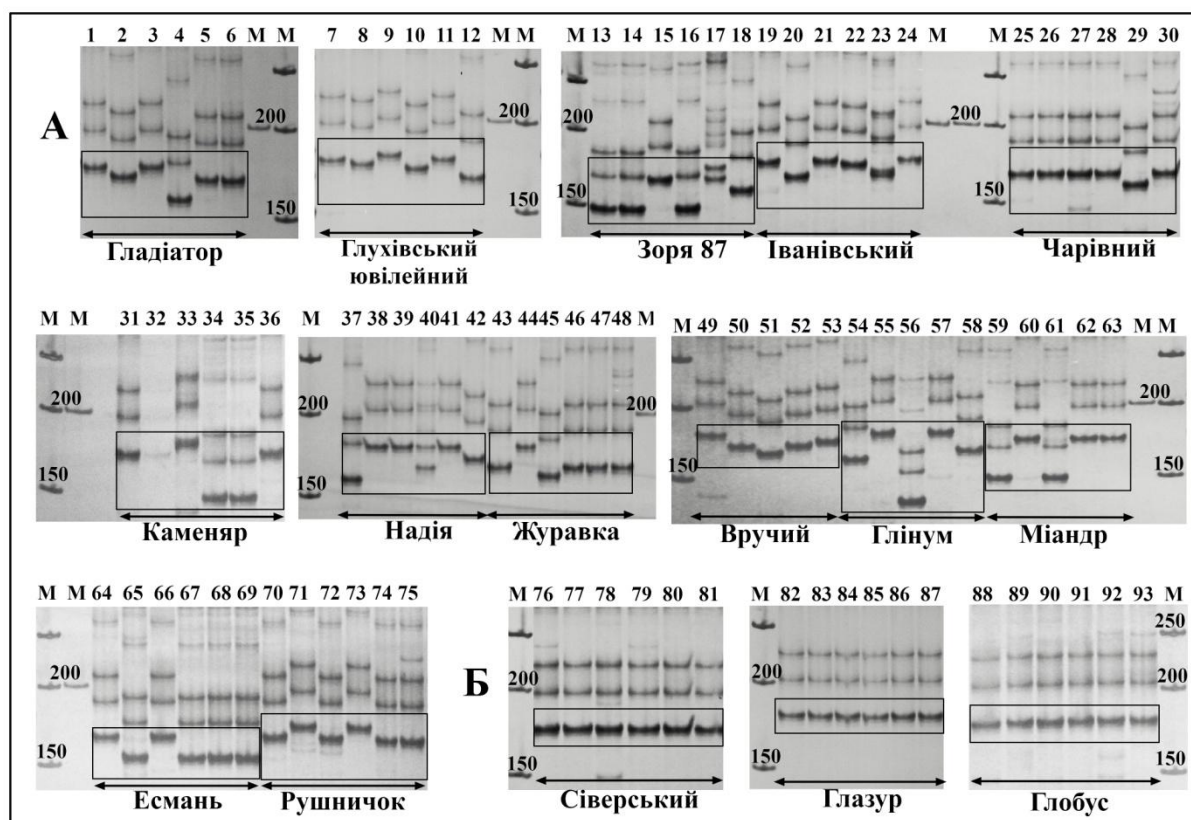 1 2 3 4 5 6 M M 7 8 9 10 11 12 M M M 13 14 15 16 17 18 19 20 21 22 23 24 M M 25 26 27 28 29 30
А
200 200 200 200
150 150 150 150
Гладіатор Глухівський ювілейний Зоря 87 Іванівський Чарівний
M M 31 32 33 34 35 36 M 37 38 39 40 41 42 43 44 45 46 47 48 M M 49 50 51 52 53 54 55 56 57 58 59 60 61 62 63 M M
200 200 200 200
150 150 150 150
Каменяр Надія Журавка Вручий Глінум Міандр
M M 64 65 66 67 68 69 70 71 72 73 74 75 M 76 77 78 79 80 81 M 82 83 84 85 86 87 88 89 90 91 92 93 M
250
Б
200 200 200 200
150 150 150 150
Есмань Рушничок Сіверський Глазур Глобус